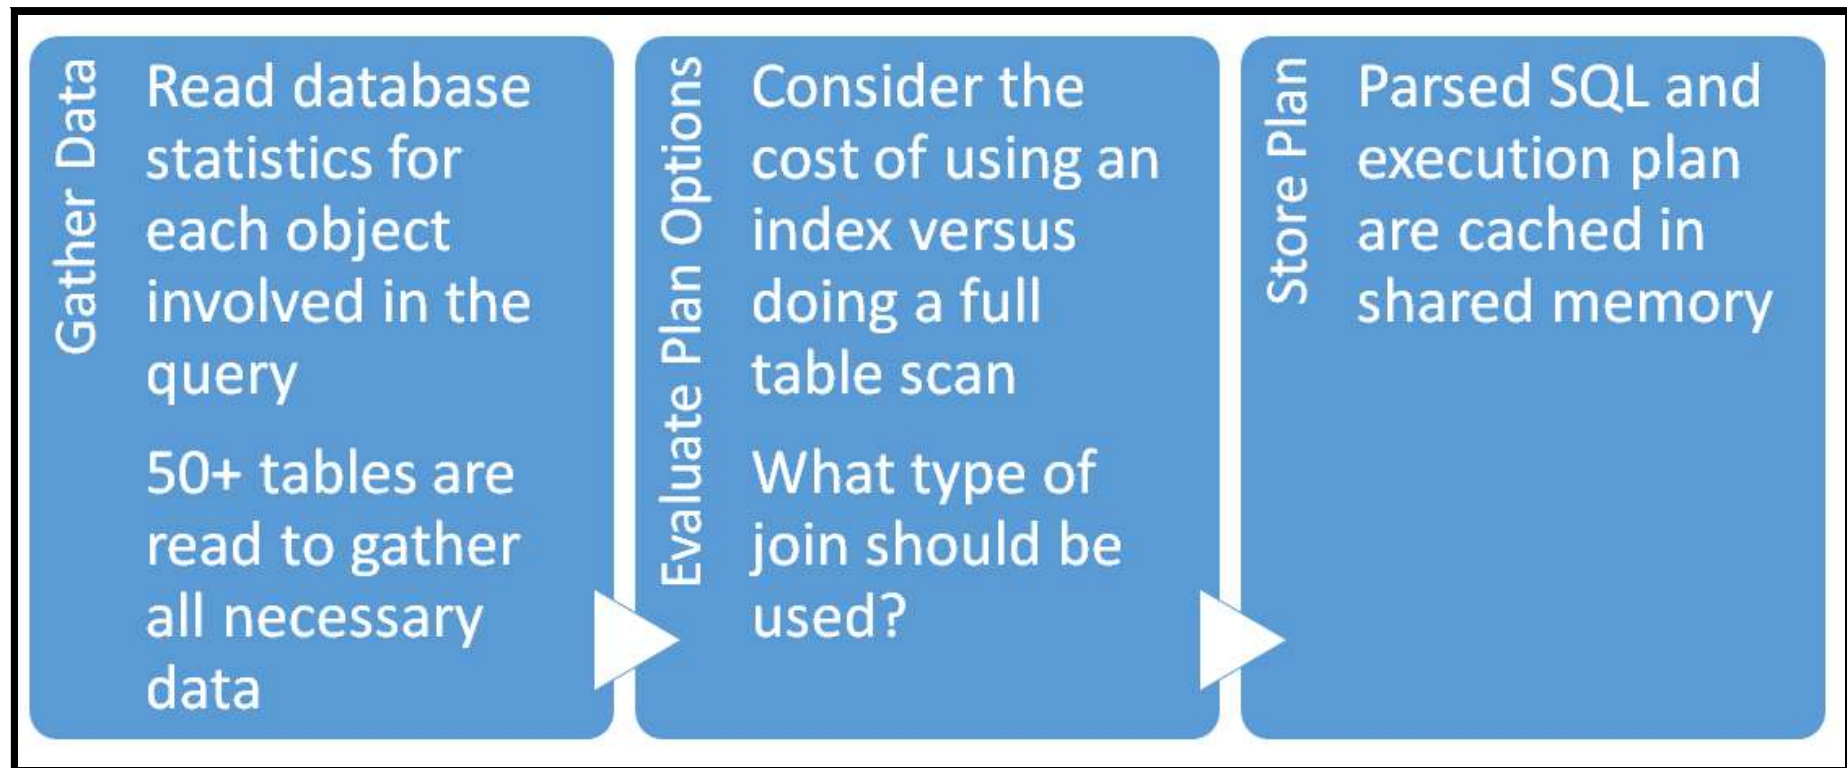 Gather Data
Read database
statistics for
each object
involved in the
query
50+ tables are
read to gather
all necessary
data
Evaluate Plan Options
Consider the
cost of using an
index versus
doing a full
table scan
What type of
join should be
used?
Store Plan
Parsed SQL and
execution plan
are cached in
shared memory